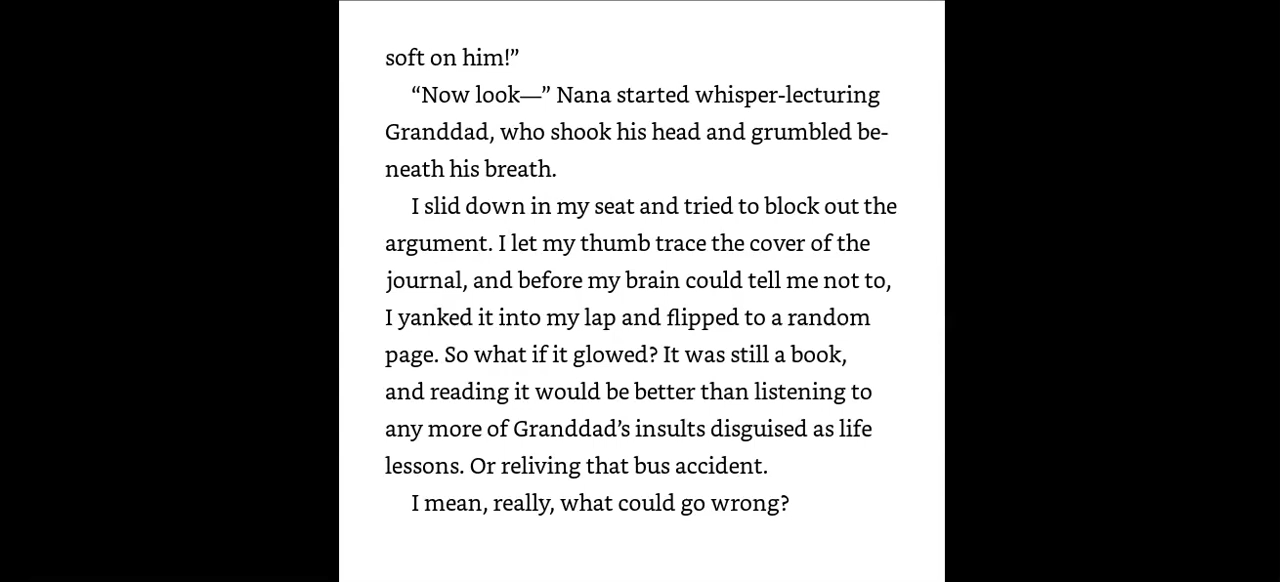 soft on him!”
“Now look—” Nana started whisper-lecturing
Granddad, who shook his head and grumbled be-
neath his breath.
I slid down in my seat and tried to block out the
argument. I let my thumb trace the cover of the
journal, and before my brain could tell me not to,
I yanked it into my lap and flipped to a random
page. So what if it glowed? It was still a book,
and reading it would be better than listening to
any more of Granddad’s insults disguised as life
lessons. Or reliving that bus accident.
I mean, really, what could go wrong?